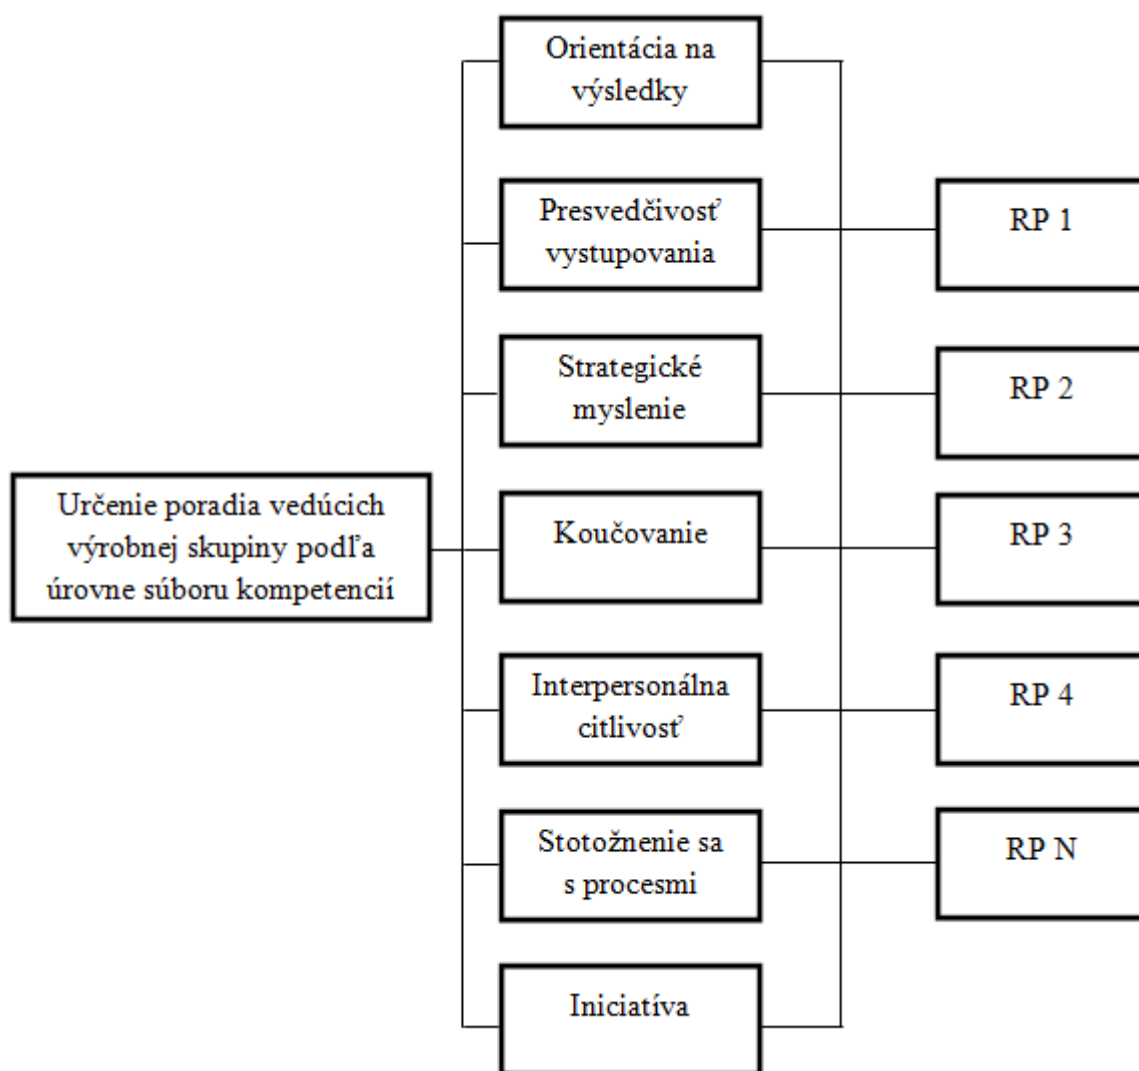 Orientácia na
výsledky
Presvedčivosť
vystupovania
Strategické
myslenie
Určenie poradia vedúcich
výrobnej skupiny podľa
úrovne súboru kompetencií
Koučovanie
Interpersonálna
citlivosť
Stotožnenie sa
s procesmi
Iniciatíva
RP 1
RP 2
RP 3
RP 4
RP N